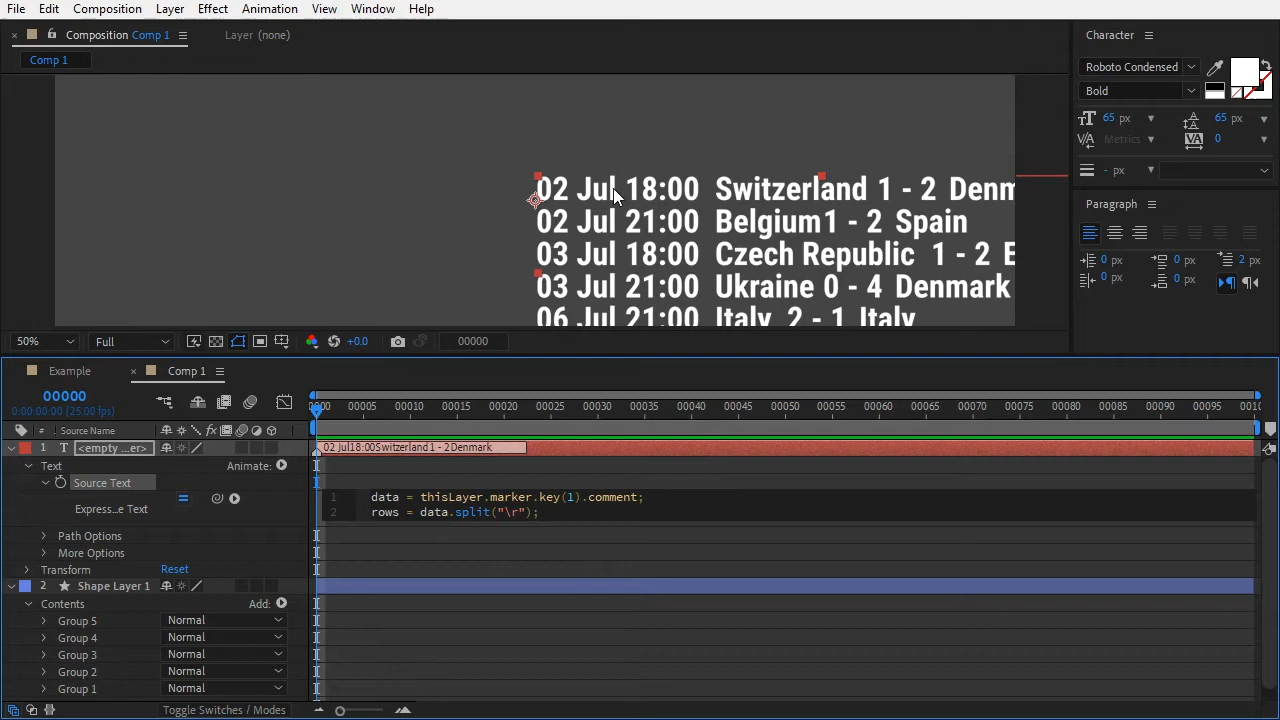 File Edit Composition Layer Effect Animation View Window Help
× Composition Comp 1 Layer (none)
Comp 1
Character
Roboto Condensed
Bold
65 px 65 px
Metrics 0
- px
Paragraph
0 px 0 px 2 px
0 px 0 px
02 Jul 18:00 Switzerland 1 - 2 Denm
02 Jul 21:00 Belgium1 - 2 Spain
03 Jul 18:00 Czech Republic 1 - 2 E
03 Jul 21:00 Ukraine 0 - 4 Denmark
06 Jul 21:00 Italy 2 - 1 Italy
50% Full +0.0 00000
Example × Comp 1
00000
0:00:00:00 (25.00 fps)
0000 00005 00010 00015 00020 00025 00030 00035 00040 00045 00050 00055 00060 00065 00070 00075 00080 00085 00090 00095 0010
# Source Name
1 T <empty ...er> 02 Jul18:00Switzerland 1 - 2Denmark
Text Animate:
Source Text
Express...e Text
1 data = thisLayer.marker.key(1).comment;
2 rows = data.split("\r");
Path Options
More Options
Transform Reset
2 Shape Layer 1
Contents Add:
Group 5 Normal
Group 4 Normal
Group 3 Normal
Group 2 Normal
Group 1 Normal
Toggle Switches / Modes